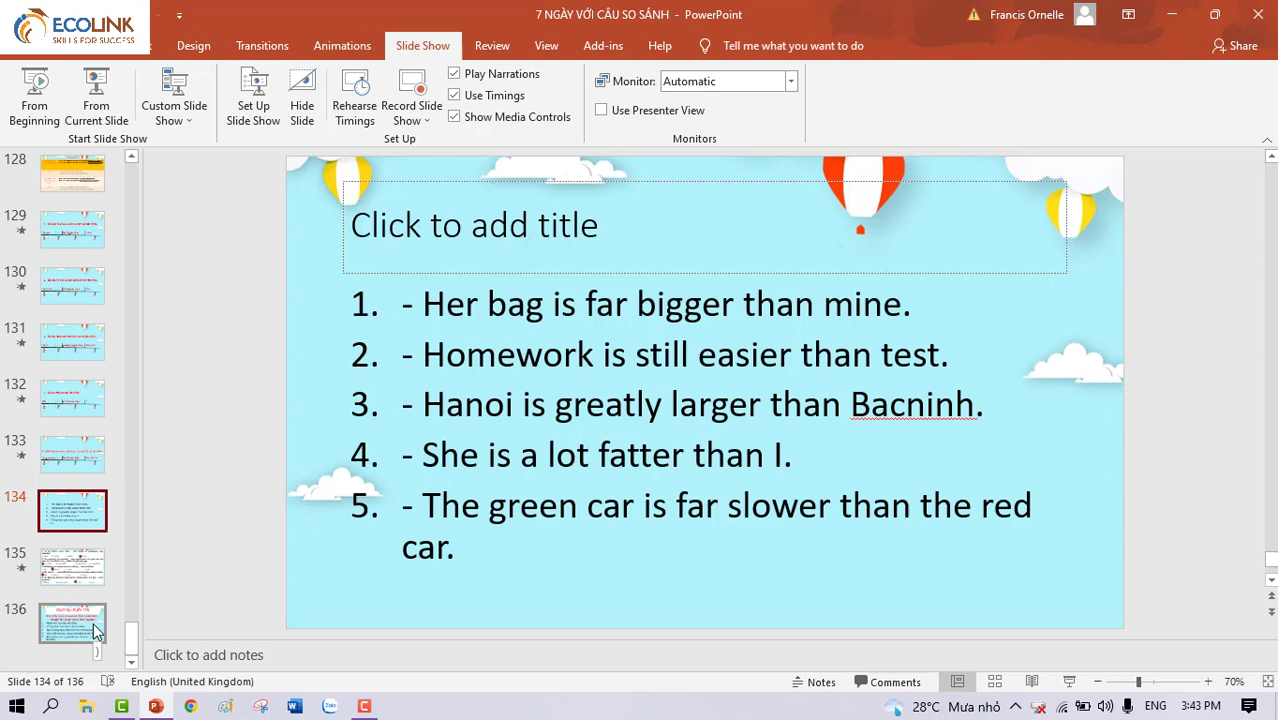 ECOLINK
SKILLS FOR SUCCESS
7 NGÀY VỚI CÂU SO SÁNH - PowerPoint
Francis Ornelle
Design Transitions Animations Slide Show Review View Add-ins Help Tell me what you want to do Share
From Beginning
From Current Slide
Custom Slide Show
Set Up Slide Show
Hide Slide
Rehearse Timings
Record Slide Show
Play Narrations
Use Timings
Show Media Controls
Monitor: Automatic
Use Presenter View
Start Slide Show
Set Up
Monitors
128
129
130
131
132
133
134
135
136
Click to add title
1. - Her bag is far bigger than mine.
2. - Homework is still easier than test.
3. - Hanoi is greatly larger than Bacninh.
4. - She is a lot fatter than I.
5. - The green car is far slower than the red
car.
Click to add notes
Slide 134 of 136 English (United Kingdom) Notes Comments 70%
28°C Mưa nhỏ ENG 3:43 PM